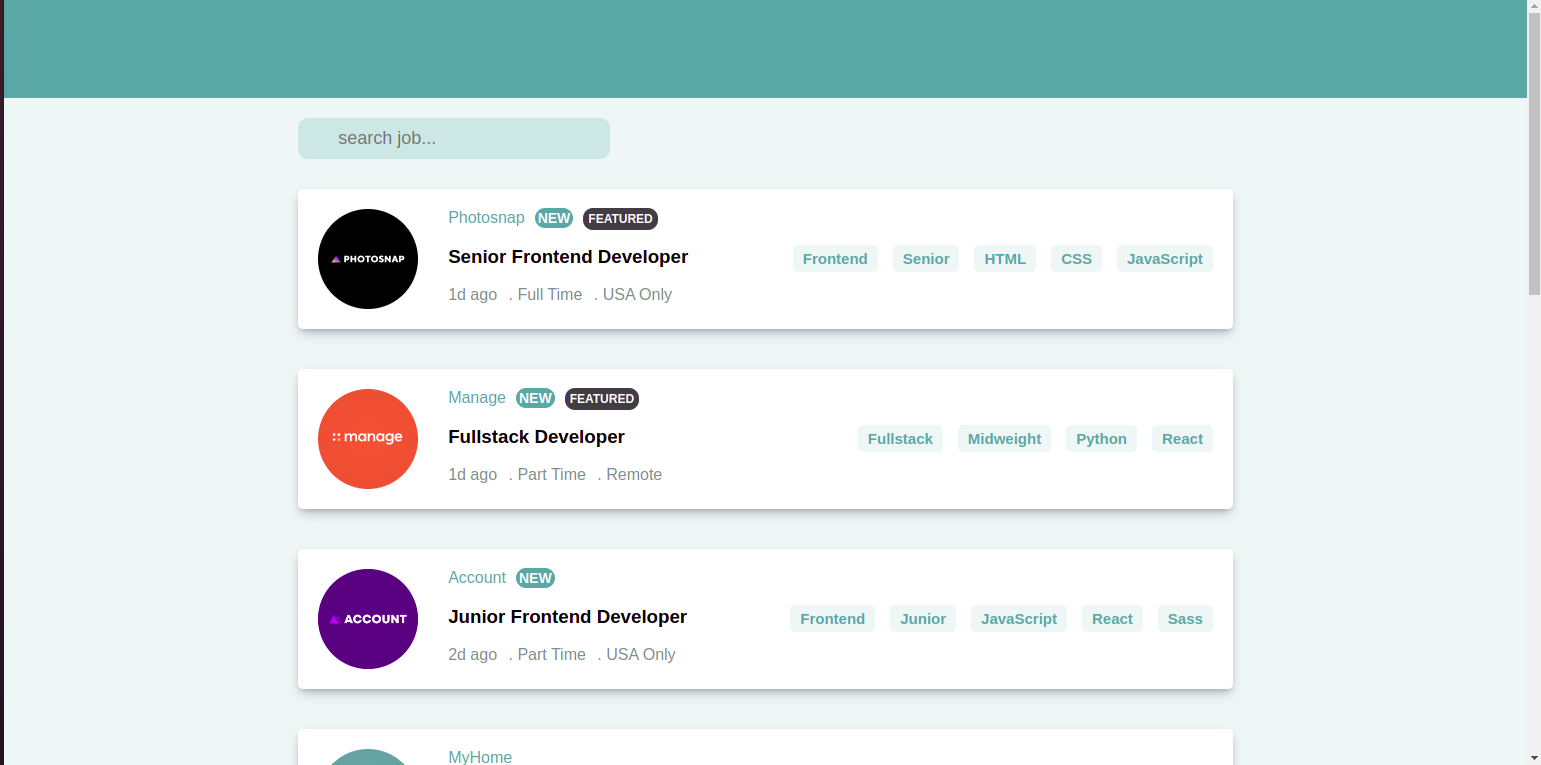 search job...
Photosnap NEW FEATURED
PHOTOSNAP
Senior Frontend Developer
Frontend Senior HTML CSS JavaScript
1d ago . Full Time . USA Only
Manage NEW FEATURED
manage
Fullstack Developer
Fullstack Midweight Python React
1d ago . Part Time . Remote
Account NEW
ACCOUNT
Junior Frontend Developer
Frontend Junior JavaScript React Sass
2d ago . Part Time . USA Only
MyHome